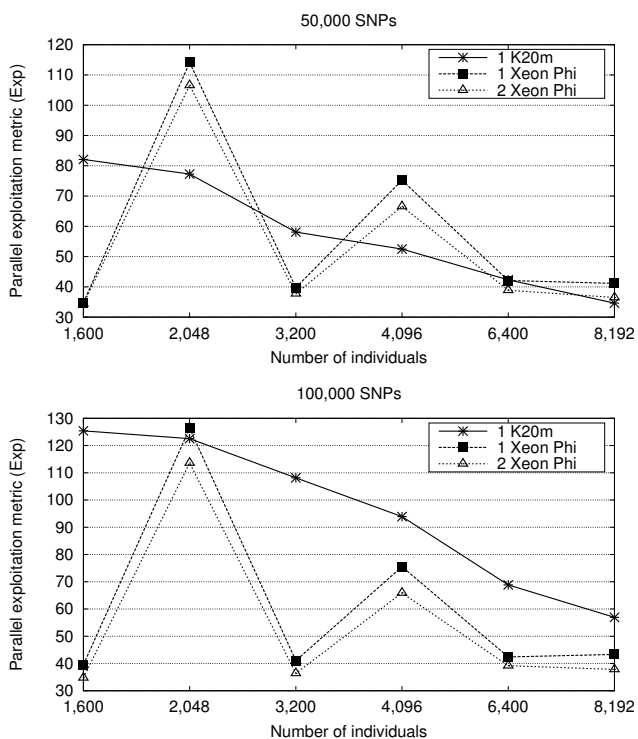 50,000 SNPs
120
110
100
90
80
70
60
50
40
30
Parallel exploitation metric (Exp)
1 K20m
1 Xeon Phi
2 Xeon Phi
1,600 2,048 3,200 4,096 6,400 8,192
Number of individuals
100,000 SNPs
130
120
110
100
90
80
70
60
50
40
30
Parallel exploitation metric (Exp)
1 K20m
1 Xeon Phi
2 Xeon Phi
1,600 2,048 3,200 4,096 6,400 8,192
Number of individuals